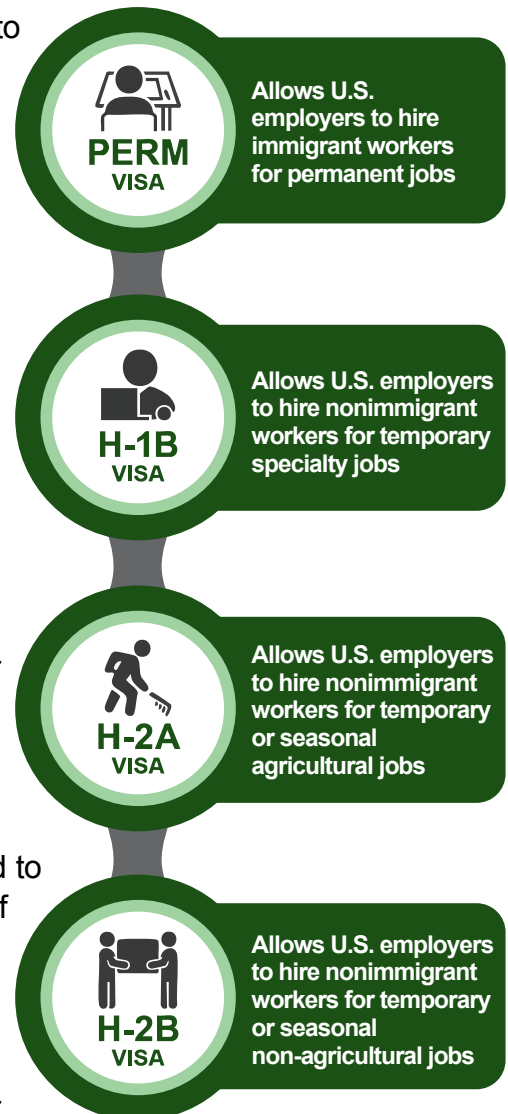 to
PERM
VISA
Allows U.S.
employers to hire
immigrant workers
for permanent jobs
H-1B
VISA
Allows U.S. employers
to hire nonimmigrant
workers for temporary
specialty jobs
H-2A
VISA
Allows U.S. employers
to hire nonimmigrant
workers for temporary
or seasonal
agricultural jobs
to
f
H-2B
VISA
Allows U.S. employers
to hire nonimmigrant
workers for temporary
or seasonal
non-agricultural jobs